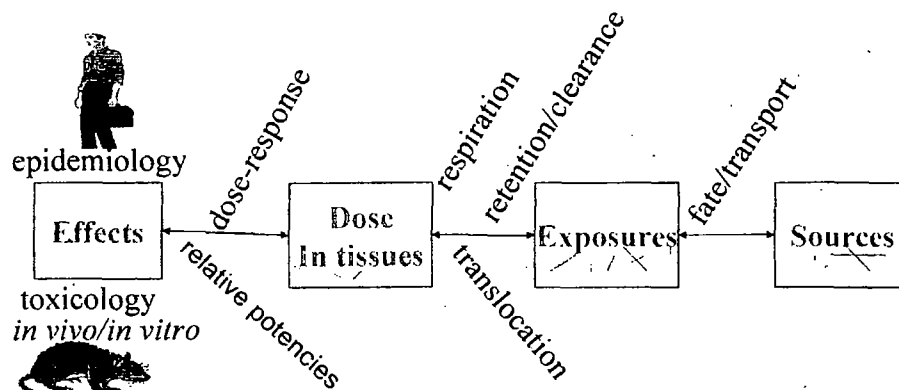 epidemiology
Effects
toxicology
in vivo/in vitro
dose-response
relative potencies
Dose
In tissues
respiration
retention/clearance
translocation
Exposures
fate/transport
Sources